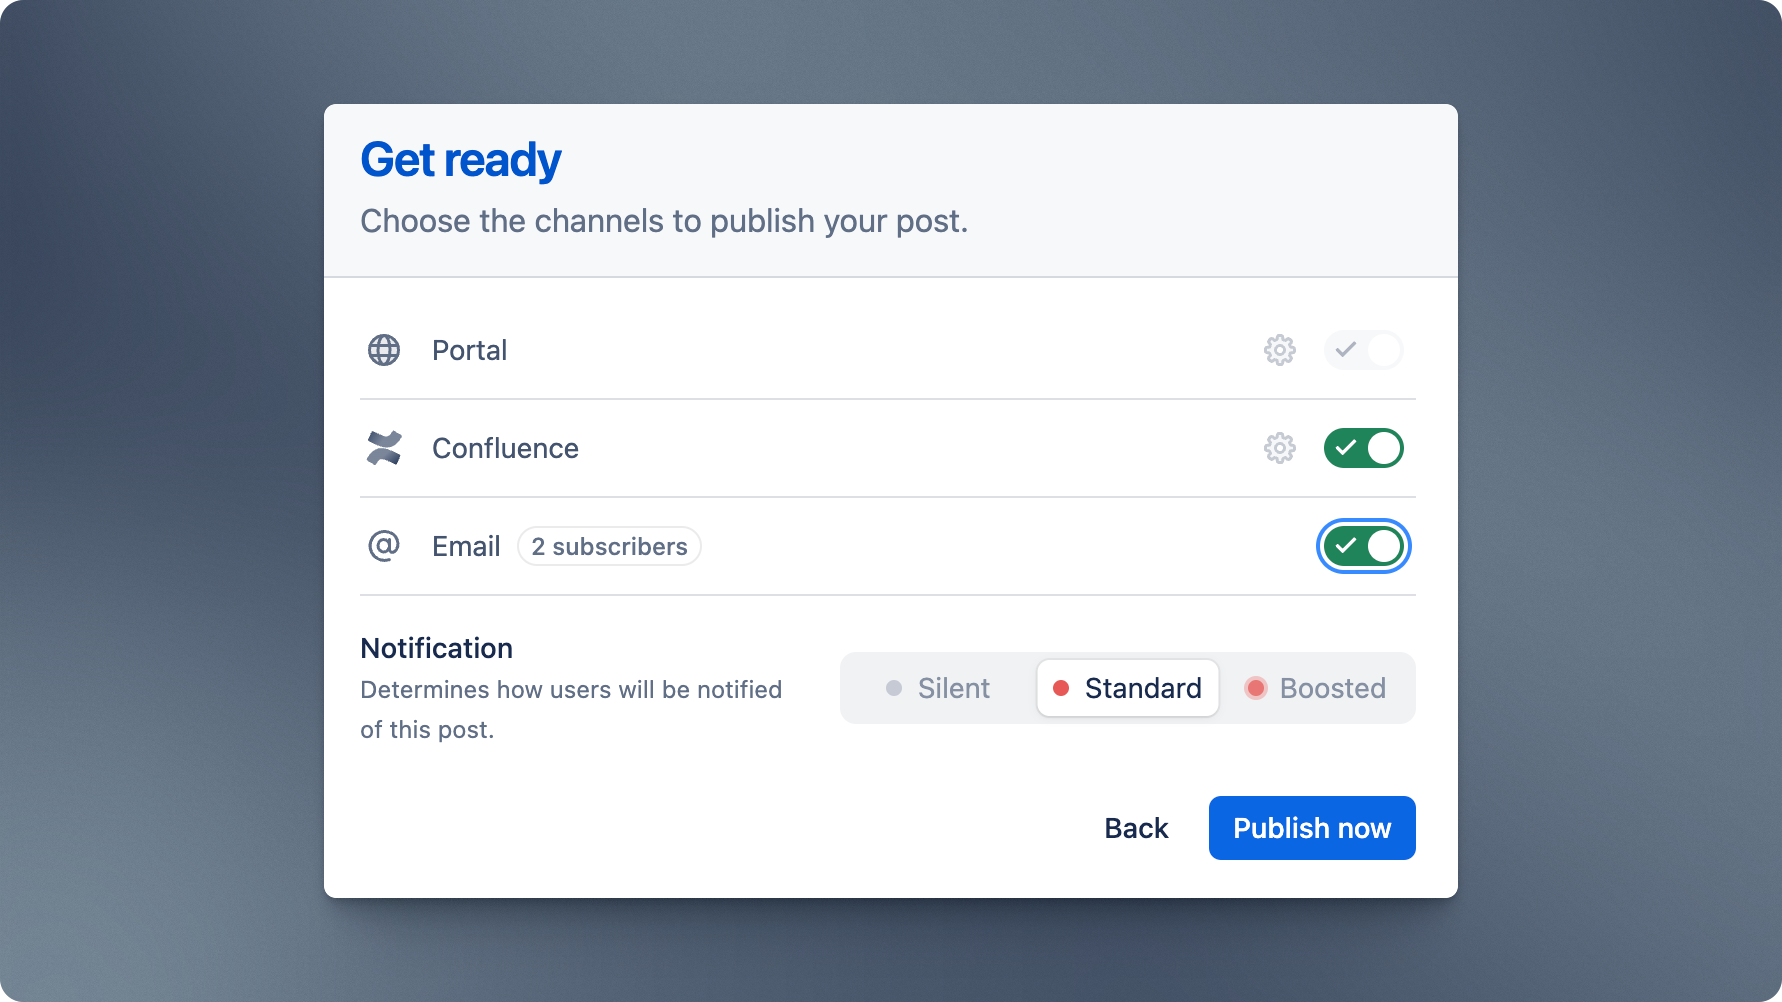 Get ready
Choose the channels to publish your post.
Portal
Confluence
Email 2 subscribers
Notification
Determines how users will be notified
of this post.
Silent Standard Boosted
Back Publish now